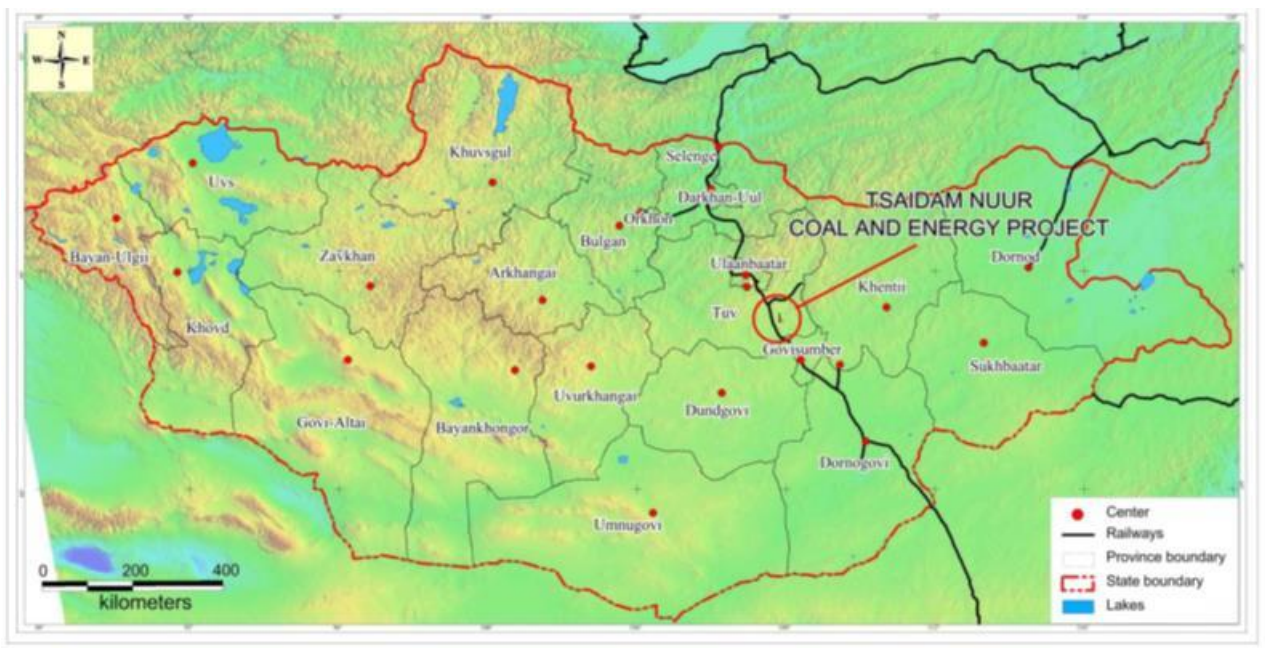 N
W E
S
Khuvsgul
Selenge
Uvs
Darkhan-Uul
TSAIDAM NUUR
COAL AND ENERGY PROJECT
Orkhon
Bulgan
Bayan-Ulgii
Zavkhan
Arkhangai
Ulaanbaatar
Dornod
Khentii
Tuv
Khovd
Govisumber
Sukhbaatar
Uvurkhangai
Dundgovi
Govi-Altai
Bayankhongor
Dornogovi
Umnugovi
Center
Railways
Province boundary
State boundary
Lakes
0 200 400
kilometers